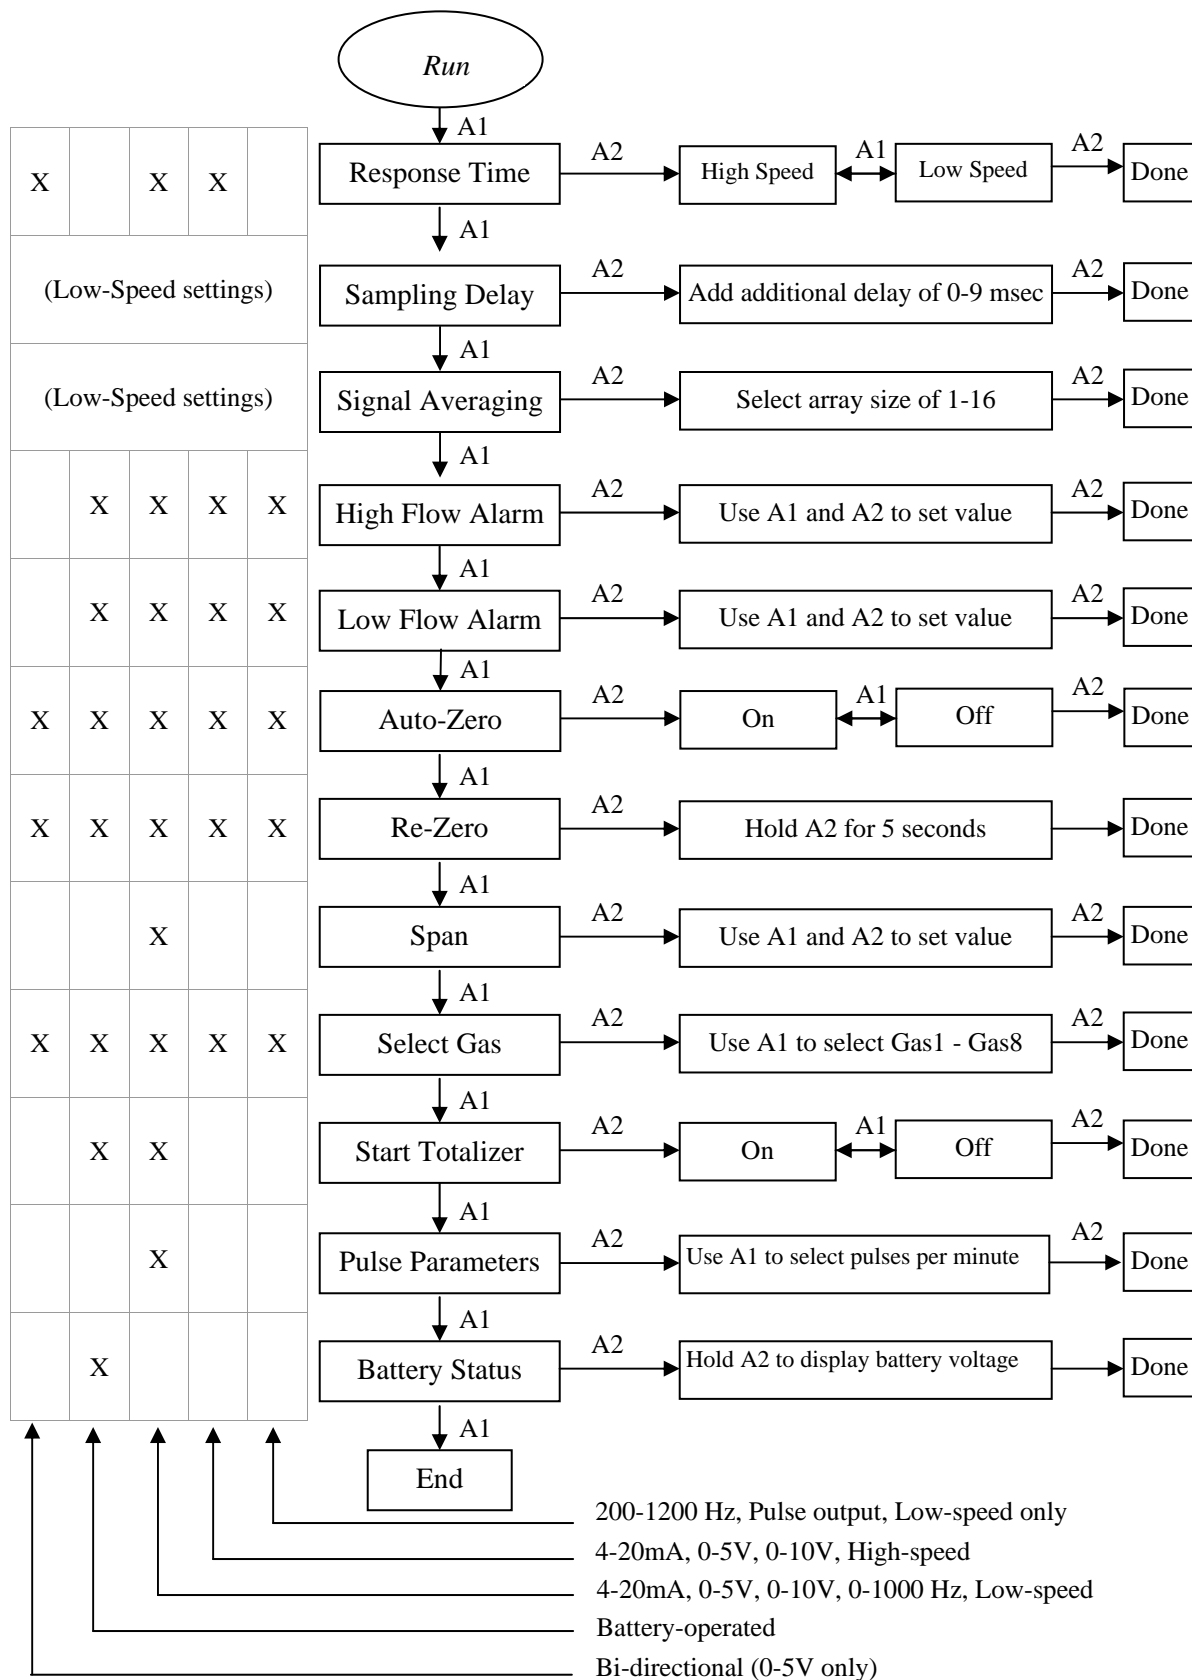 Run
A1
X X X Response Time A2 High Speed A1 Low Speed A2 Done
A1
(Low-Speed settings) Sampling Delay A2 Add additional delay of 0-9 msec A2 Done
A1
(Low-Speed settings) Signal Averaging A2 Select array size of 1-16 A2 Done
A1
X X X X High Flow Alarm A2 Use A1 and A2 to set value A2 Done
A1
X X X X Low Flow Alarm A2 Use A1 and A2 to set value A2 Done
A1
X X X X X Auto-Zero A2 On A1 Off A2 Done
A1
X X X X X Re-Zero A2 Hold A2 for 5 seconds Done
A1
X Span A2 Use A1 and A2 to set value A2 Done
A1
X X X X X Select Gas A2 Use A1 to select Gas1 - Gas8 A2 Done
A1
X X Start Totalizer A2 On A1 Off A2 Done
A1
X Pulse Parameters A2 Use A1 to select pulses per minute A2 Done
A1
X Battery Status A2 Hold A2 to display battery voltage Done
A1
End
200-1200 Hz, Pulse output, Low-speed only
4-20mA, 0-5V, 0-10V, High-speed
4-20mA, 0-5V, 0-10V, 0-1000 Hz, Low-speed
Battery-operated
Bi-directional (0-5V only)